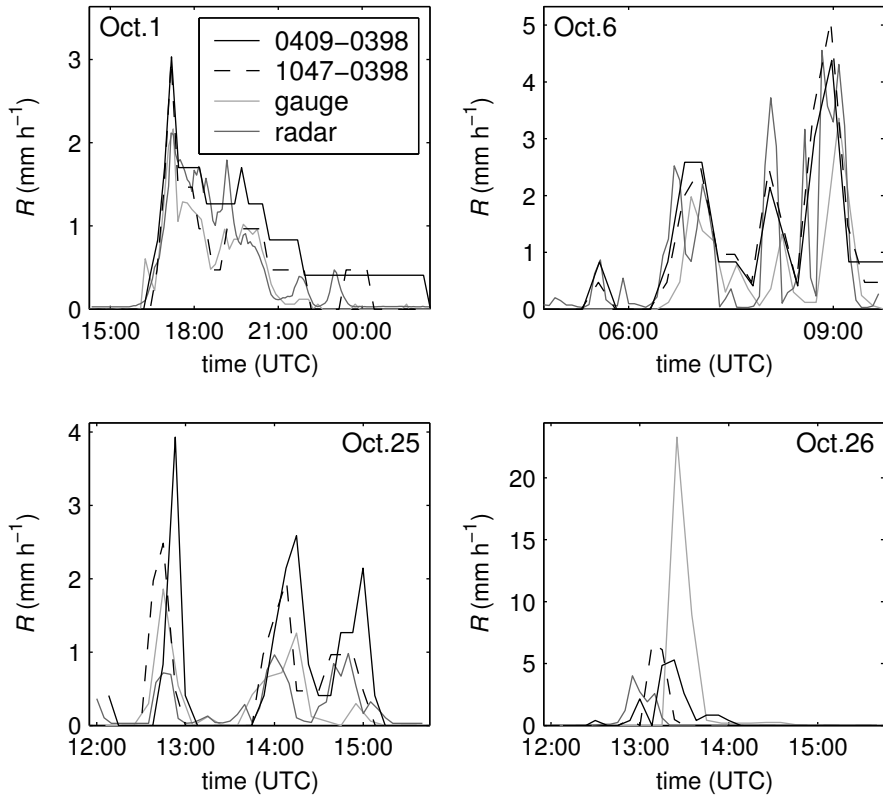 Oct.1
0409−0398
1047−0398
gauge
radar
3
2
1
0
R (mm h⁻¹)
15:00 18:00 21:00 00:00
time (UTC)
Oct.6
5
4
3
2
1
0
R (mm h⁻¹)
06:00 09:00
time (UTC)
Oct.25
4
3
2
1
0
R (mm h⁻¹)
12:00 13:00 14:00 15:00
time (UTC)
Oct.26
20
15
10
5
0
R (mm h⁻¹)
12:00 13:00 14:00 15:00
time (UTC)